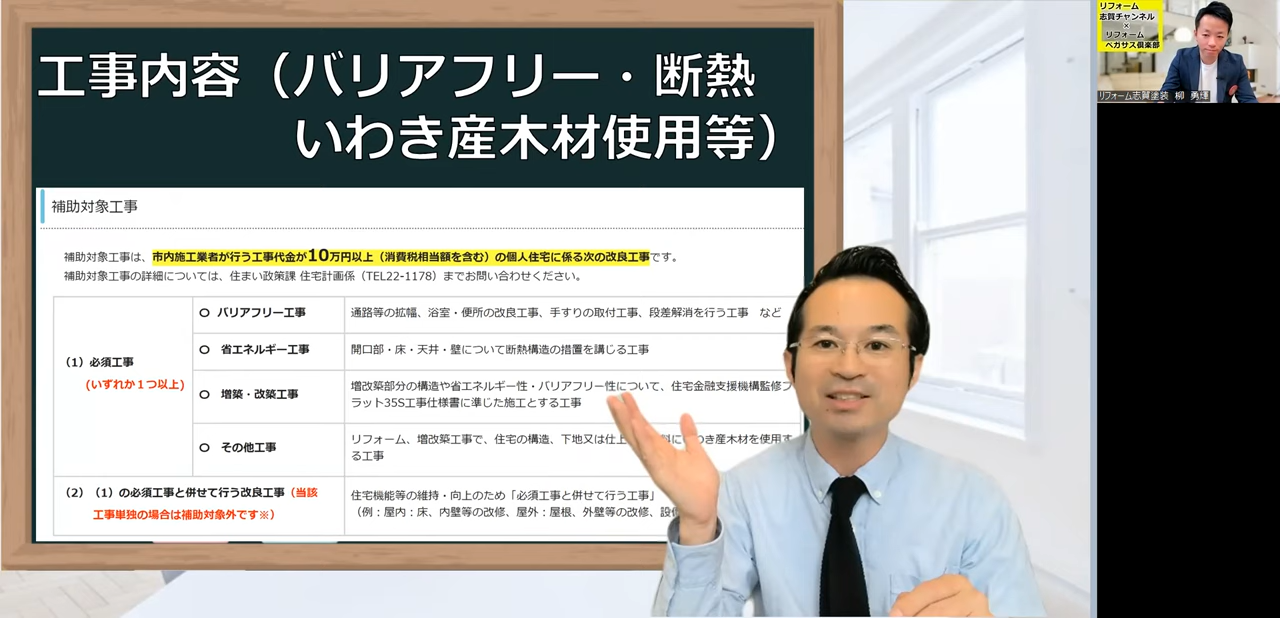 工事内容（バリアフリー・断熱
いわき産木材使用等）
補助対象工事
補助対象工事は、市内施工業者が行う工事代金が10万円以上（消費税相当額を含む）の個人住宅に係る次の改良工事です。
補助対象工事の詳細については、住まい政策課 住宅計画係（TEL22-1178）までお問い合わせください。
（1）必須工事
（いずれか１つ以上）
○ バリアフリー工事
通路等の拡幅、浴室・便所の改良工事、手すりの取付工事、段差解消を行う工事　など
○ 省エネルギー工事
開口部・床・天井・壁について断熱構造の措置を講じる工事
○ 増築・改築工事
増改築部分の構造や省エネルギー性・バリアフリー性について、住宅金融支援機構監修フ
ラット35S工事仕様書に準じた施工とする工事
○ その他工事
リフォーム、増改築工事で、住宅の構造、下地又は仕上
わき産木材を使用す
る工事
（2）（1）の必須工事と併せて行う改良工事（当該
工事単独の場合は補助対象外です※）
住宅機能等の維持・向上のため「必須工事と併せて行う工事」
（例：屋内：床、内壁等の改修、屋外：屋根、外壁等の改修、設
リフォーム
志賀チャンネル
×
リフォーム
ペガサス倶楽部
リフォーム志賀塗装 柳 勇輝